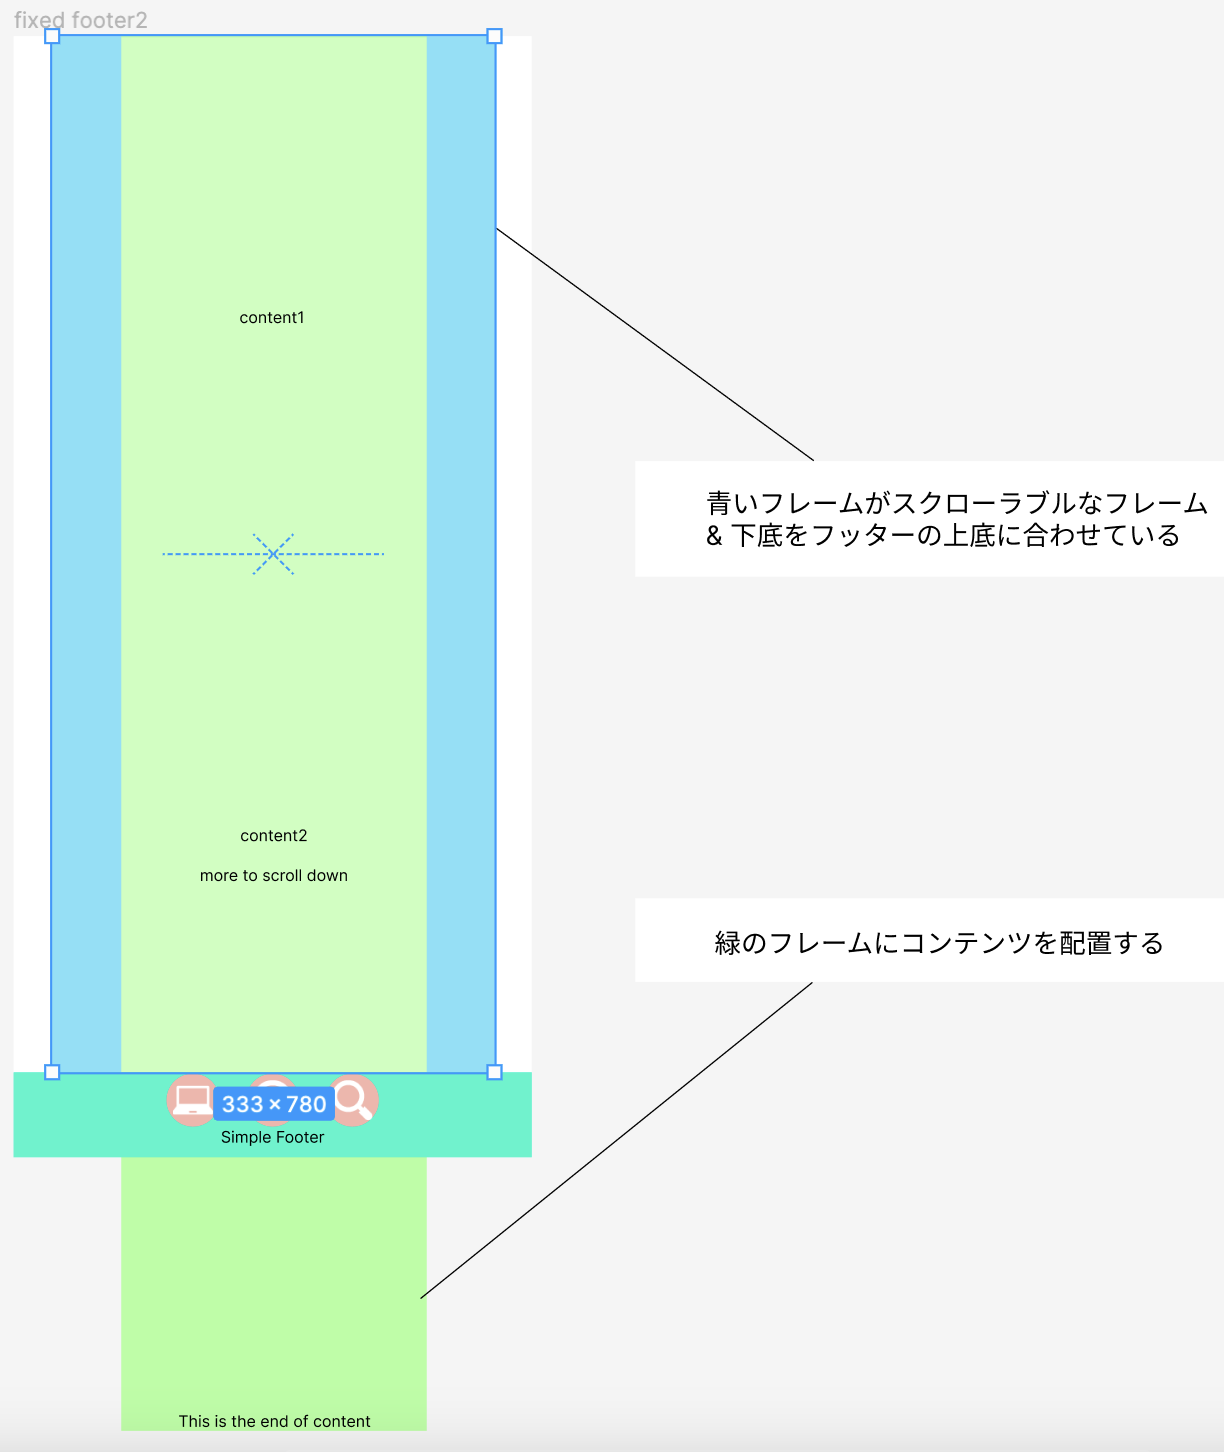 fixed footer2
content1
青いフレームがスクローラブルなフレーム
& 下底をフッターの上底に合わせている
content2
more to scroll down
緑のフレームにコンテンツを配置する
333 × 780
Simple Footer
This is the end of content